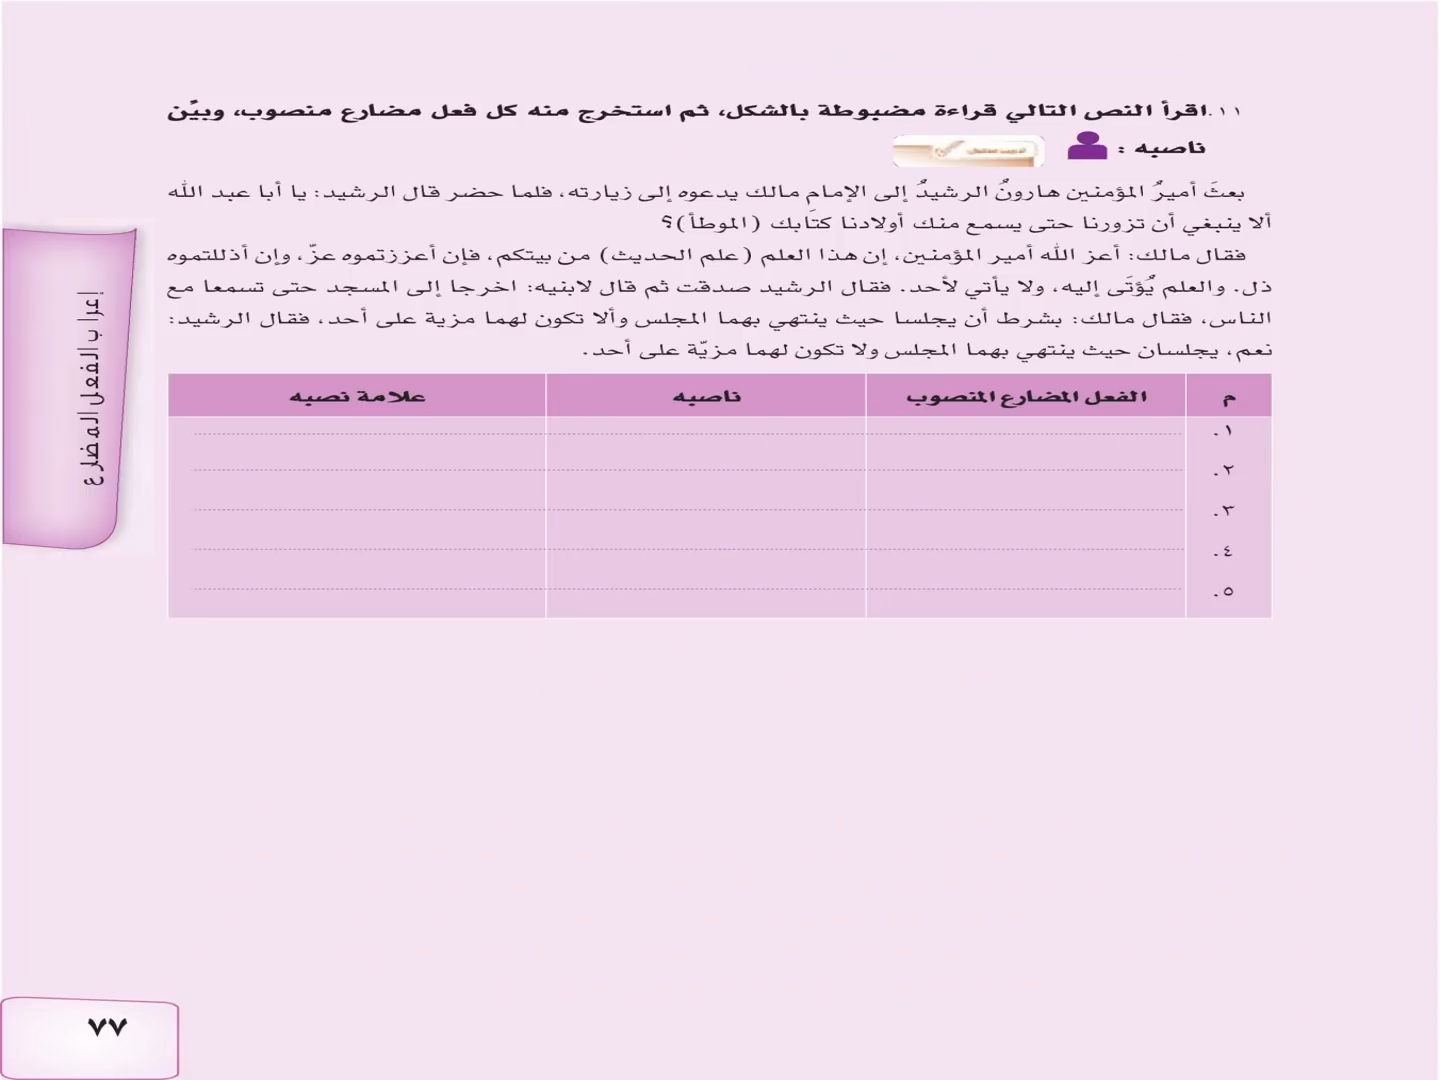 ١١. اقرأ النص التالي قراءة مضبوطة بالشكل، ثم استخرج منه كل فعل مضارع منصوب، وبيِّن
ناصبه :
بعثَ أميرُ المؤمنين هارونُ الرشيدُ إلى الإمامِ مالك يدعوه إلى زيارته، فلما حضر قال الرشيد: يا أبا عبد الله
ألا ينبغي أن تزورنا حتى يسمع منك أولادنا كتَابك (الموطأ)؟
فقال مالك: أعز الله أمير المؤمنين، إن هذا العلم (علم الحديث) من بيتكم، فإن أعززتموه عزّ، وإن أذللتموه
ذل. والعلم يُؤتَى إليه، ولا يأتي لأحد. فقال الرشيد صدقت ثم قال لابنيه: اخرجا إلى المسجد حتى تسمعا مع
الناس، فقال مالك: بشرط أن يجلسا حيث ينتهي بهما المجلس وألا تكون لهما مزية على أحد، فقال الرشيد:
نعم، يجلسان حيث ينتهي بهما المجلس ولا تكون لهما مزيّة على أحد.
م الفعل المضارع المنصوب ناصبه علامة نصبه
١.
٢.
٣.
٤.
٥.
إعراب الفعل المضارع
٧٧